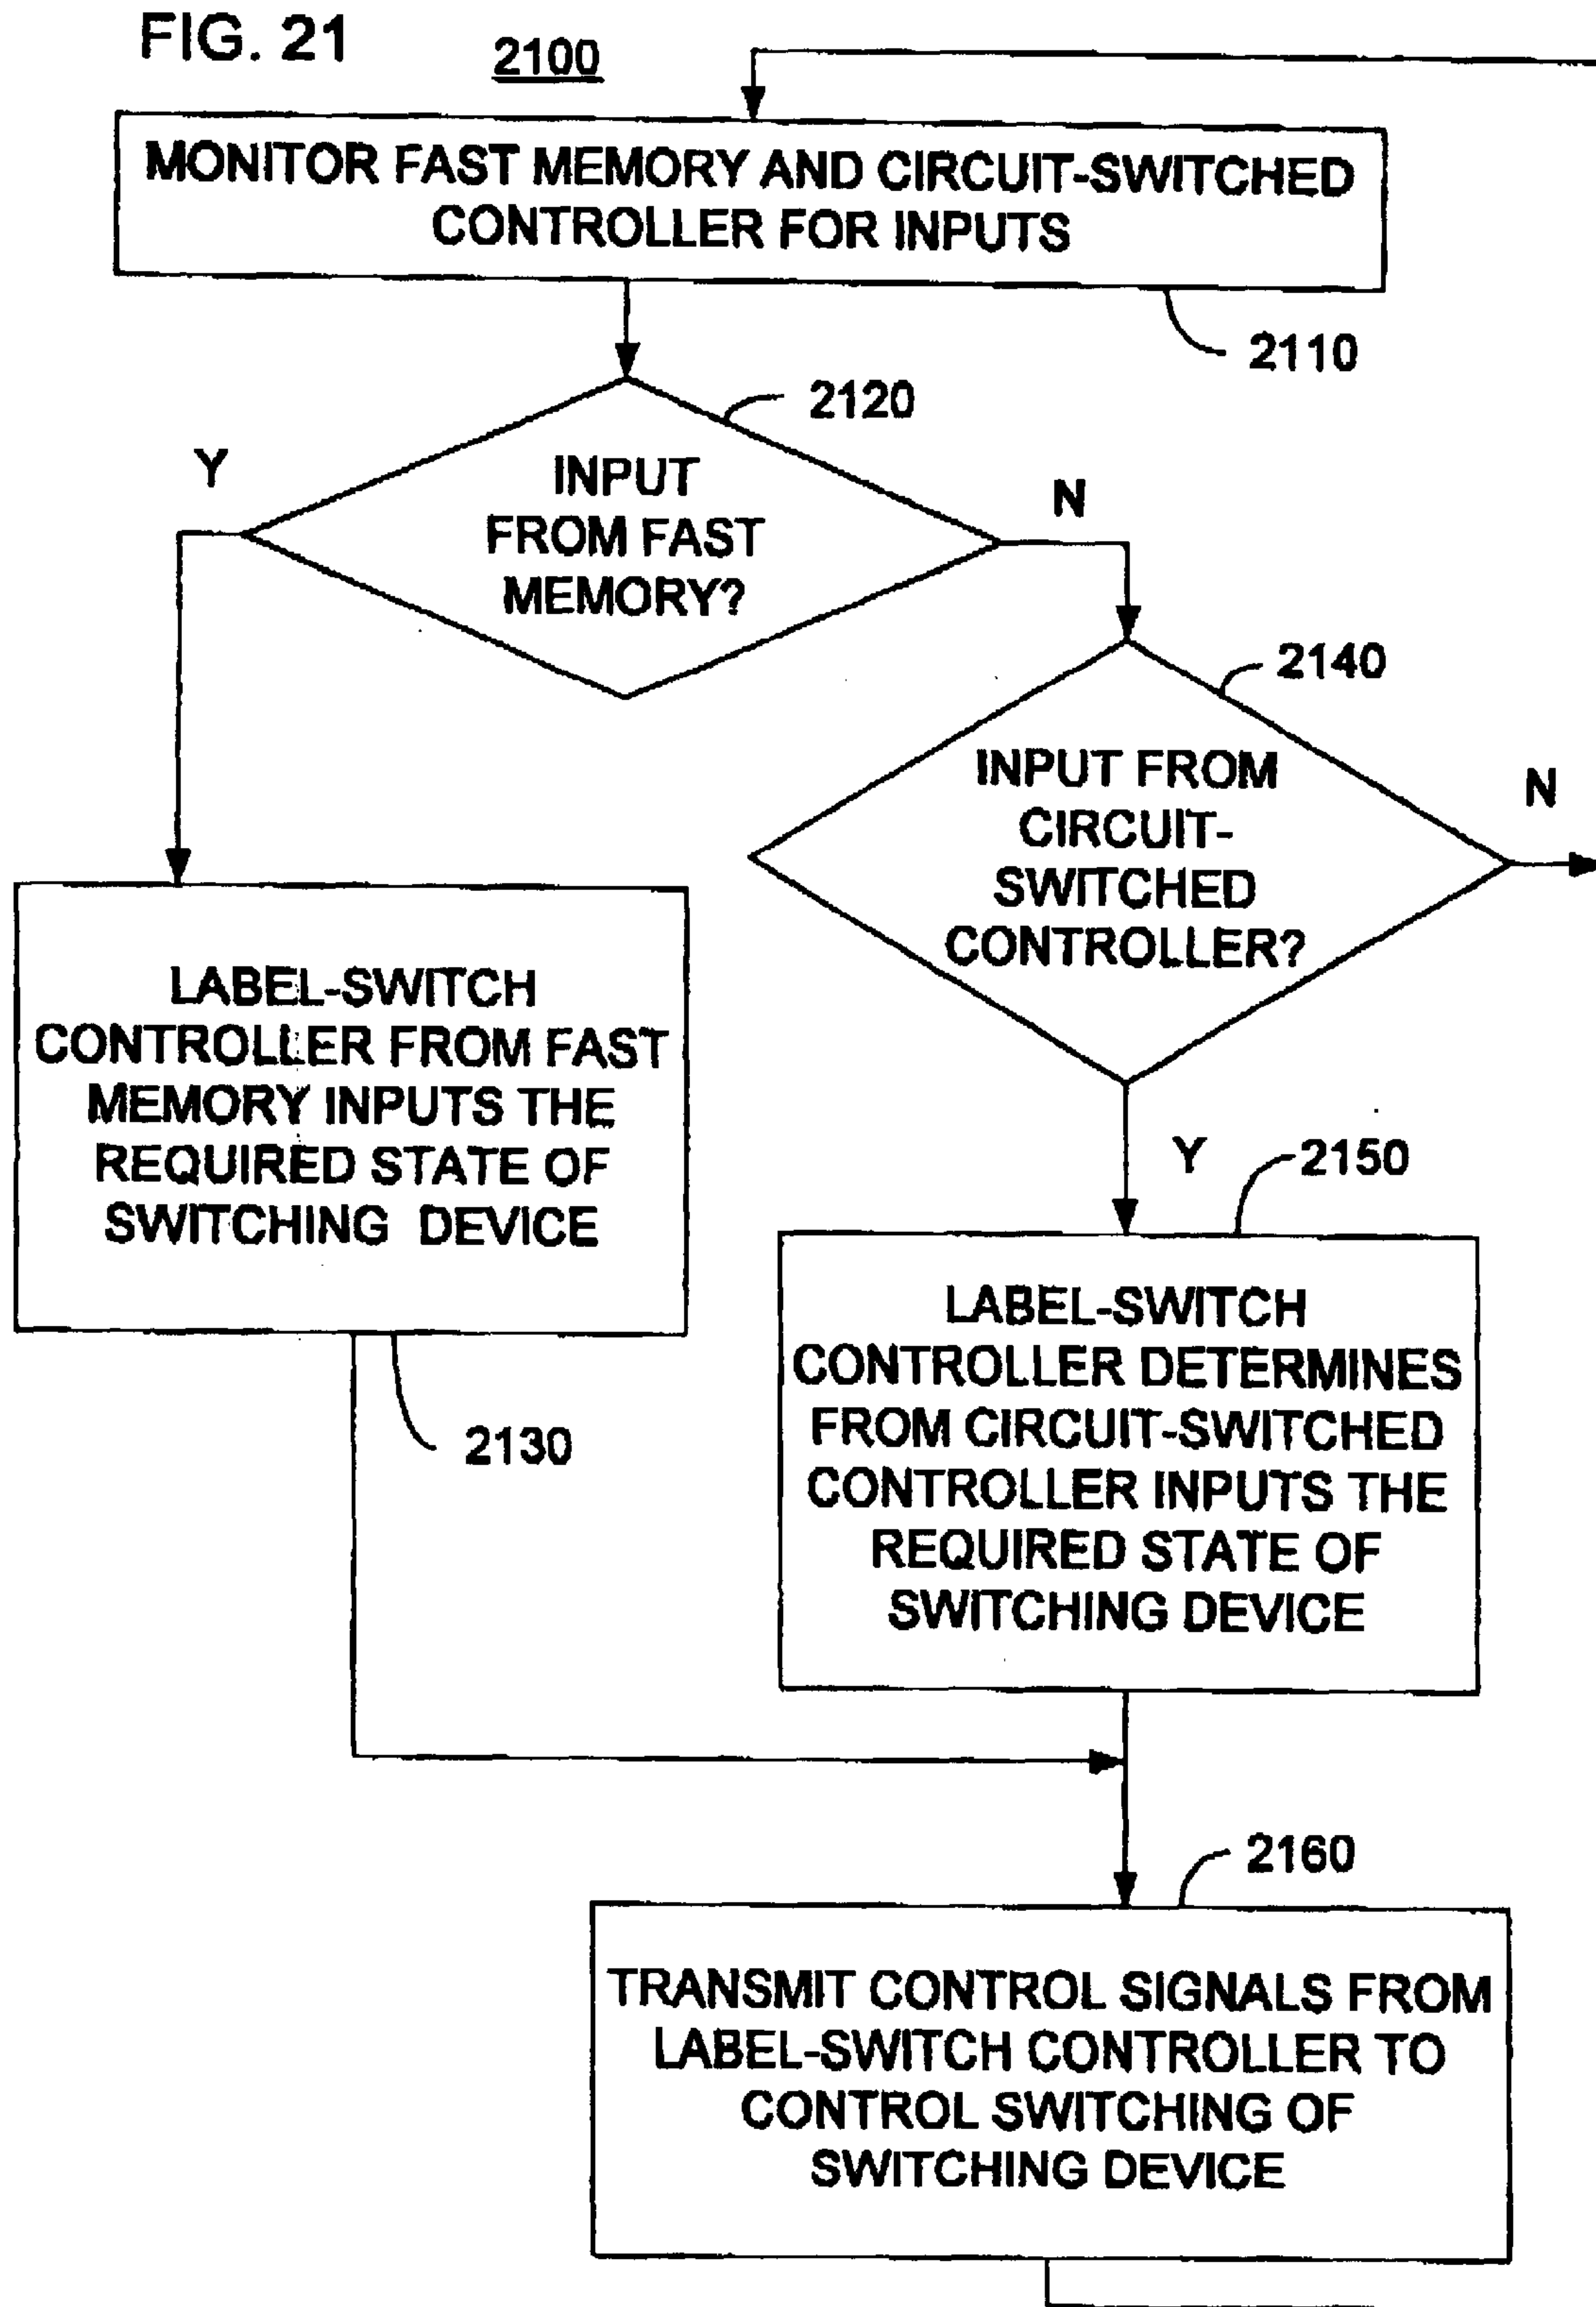 FIG. 21
2100
MONITOR FAST MEMORY AND CIRCUIT-SWITCHED
CONTROLLER FOR INPUTS
2110
2120
Y
INPUT
FROM FAST
MEMORY?
N
2140
INPUT FROM
CIRCUIT-
SWITCHED
CONTROLLER?
N
LABEL-SWITCH
CONTROLLER FROM FAST
MEMORY INPUTS THE
REQUIRED STATE OF
SWITCHING DEVICE
2130
Y
2150
LABEL-SWITCH
CONTROLLER DETERMINES
FROM CIRCUIT-SWITCHED
CONTROLLER INPUTS THE
REQUIRED STATE OF
SWITCHING DEVICE
2160
TRANSMIT CONTROL SIGNALS FROM
LABEL-SWITCH CONTROLLER TO
CONTROL SWITCHING OF
SWITCHING DEVICE